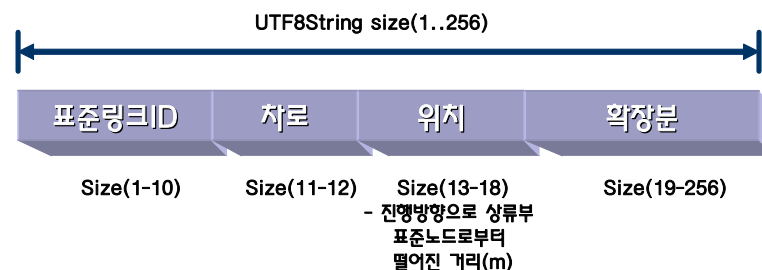 UTF8String size(1..256)
표준링크ID 차로 위치 확장분
Size(1-10) Size(11-12) Size(13-18) Size(19-256)
- 진행방향으로 상류부
표준노드로부터
떨어진 거리(m)